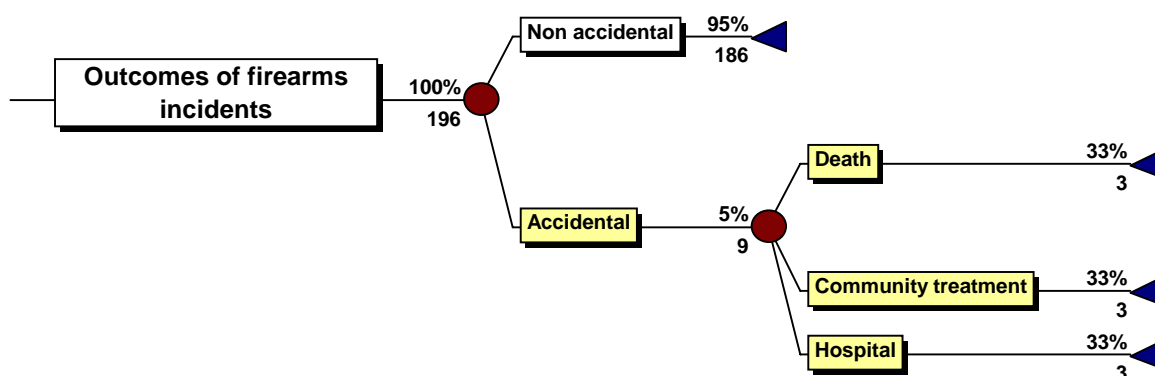 Outcomes of firearms
incidents
100%
196
Non accidental
95%
186
Accidental
5%
9
Death
33%
3
Community treatment
33%
3
Hospital
33%
3